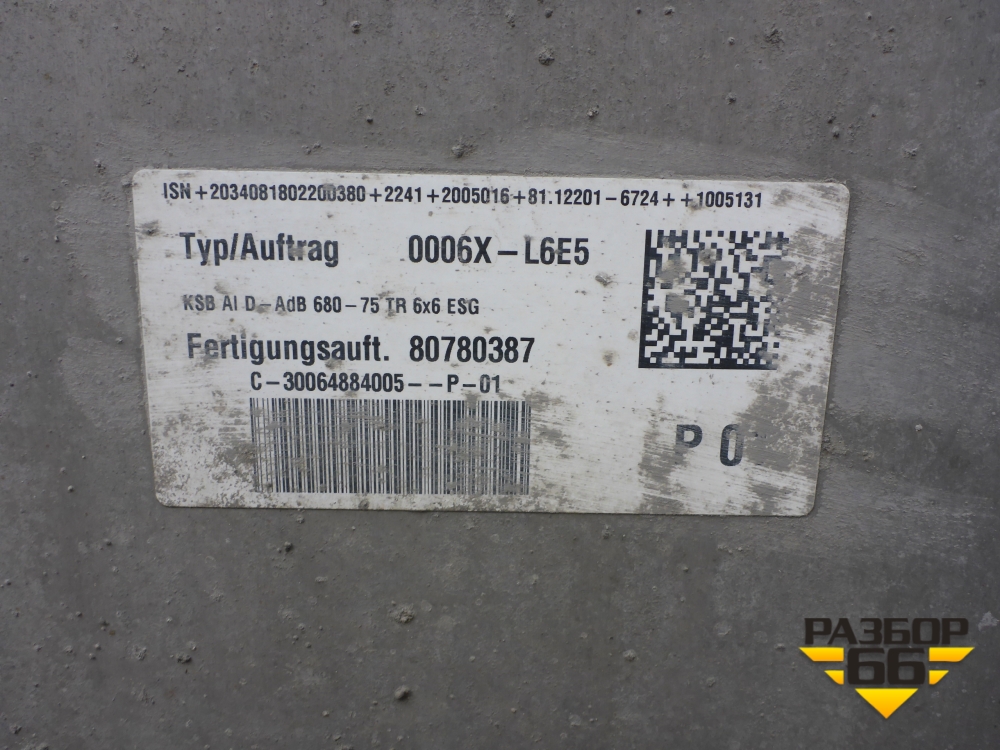 ISN+2034081802200380+2241+2005016+81.12201-6724++1005131
Typ/Auftrag 0006X-L6E5
KSB Al D-AdB 680-75 TR 6x6 ESG
Fertigungsauft. 80780387
C-30064884005--P-01
P 0
РАЗБОР
66